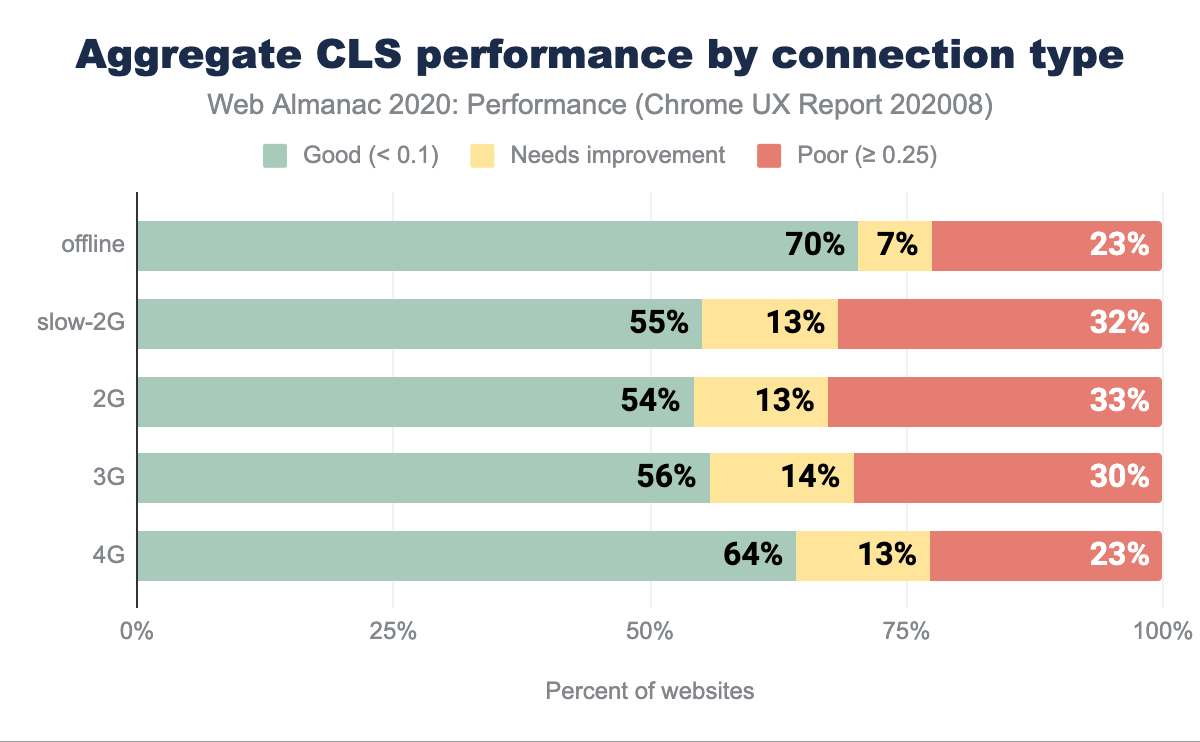 Aggregate CLS performance by connection type
Web Almanac 2020: Performance (Chrome UX Report 202008)
Good (< 0.1) Needs improvement Poor (≥ 0.25)
offline 70% 7% 23%
slow-2G 55% 13% 32%
2G 54% 13% 33%
3G 56% 14% 30%
4G 64% 13% 23%
0% 25% 50% 75% 100%
Percent of websites